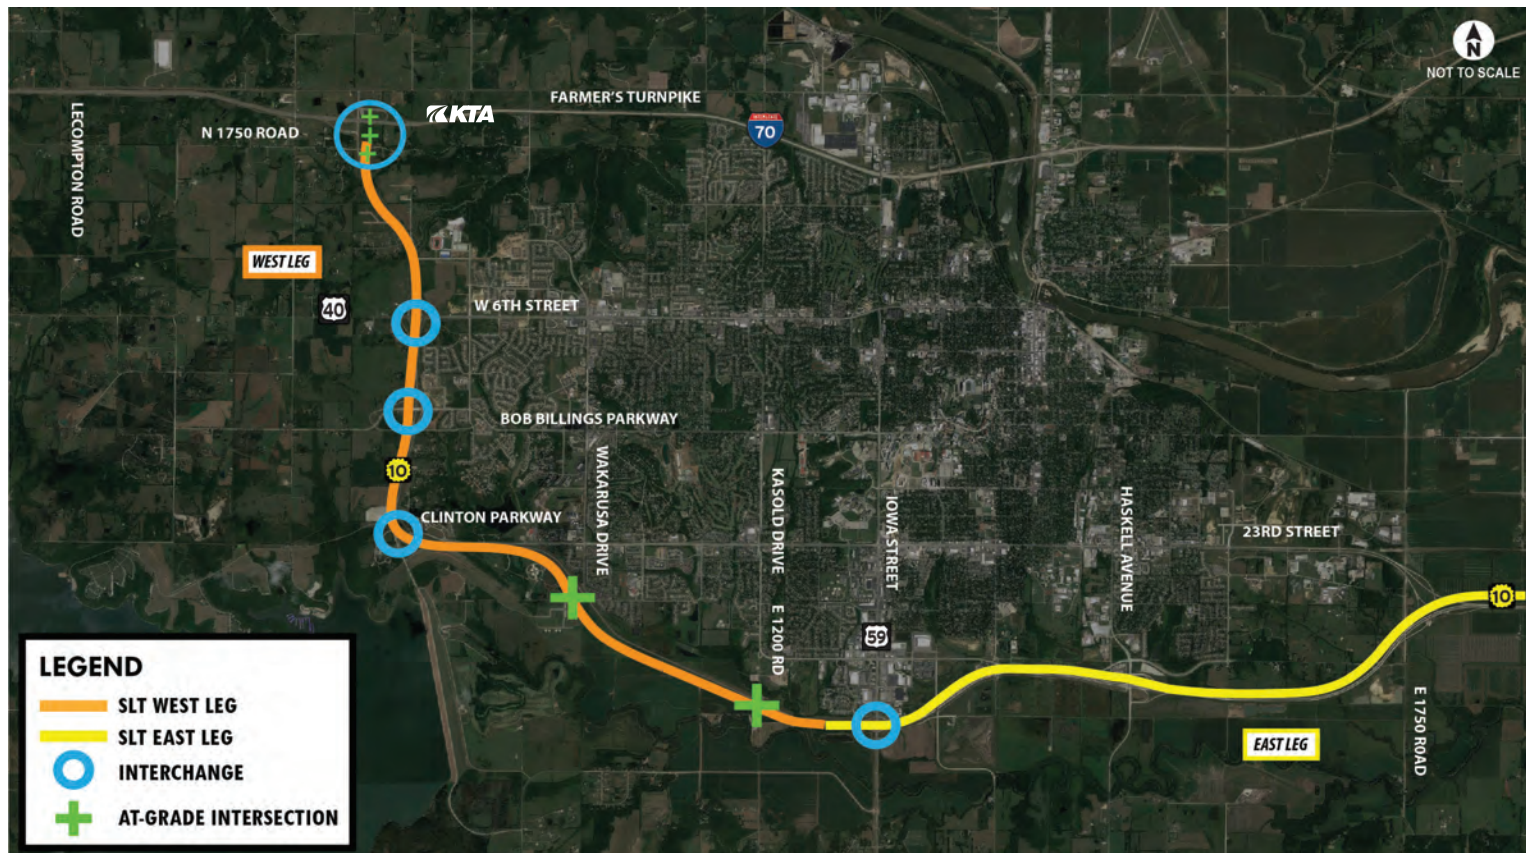 N
NOT TO SCALE
FARMER'S TURNPIKE
KTA
INTERSTATE
70
N 1750 ROAD
LECOMPTON ROAD
WEST LEG
40
W 6TH STREET
BOB BILLINGS PARKWAY
10
WAKARUSA DRIVE
KASOLD DRIVE
IOWA STREET
HASKELL AVENUE
CLINTON PARKWAY
23RD STREET
10
E 1200 RD
59
E 1750 ROAD
EAST LEG
LEGEND
SLT WEST LEG
SLT EAST LEG
INTERCHANGE
AT-GRADE INTERSECTION